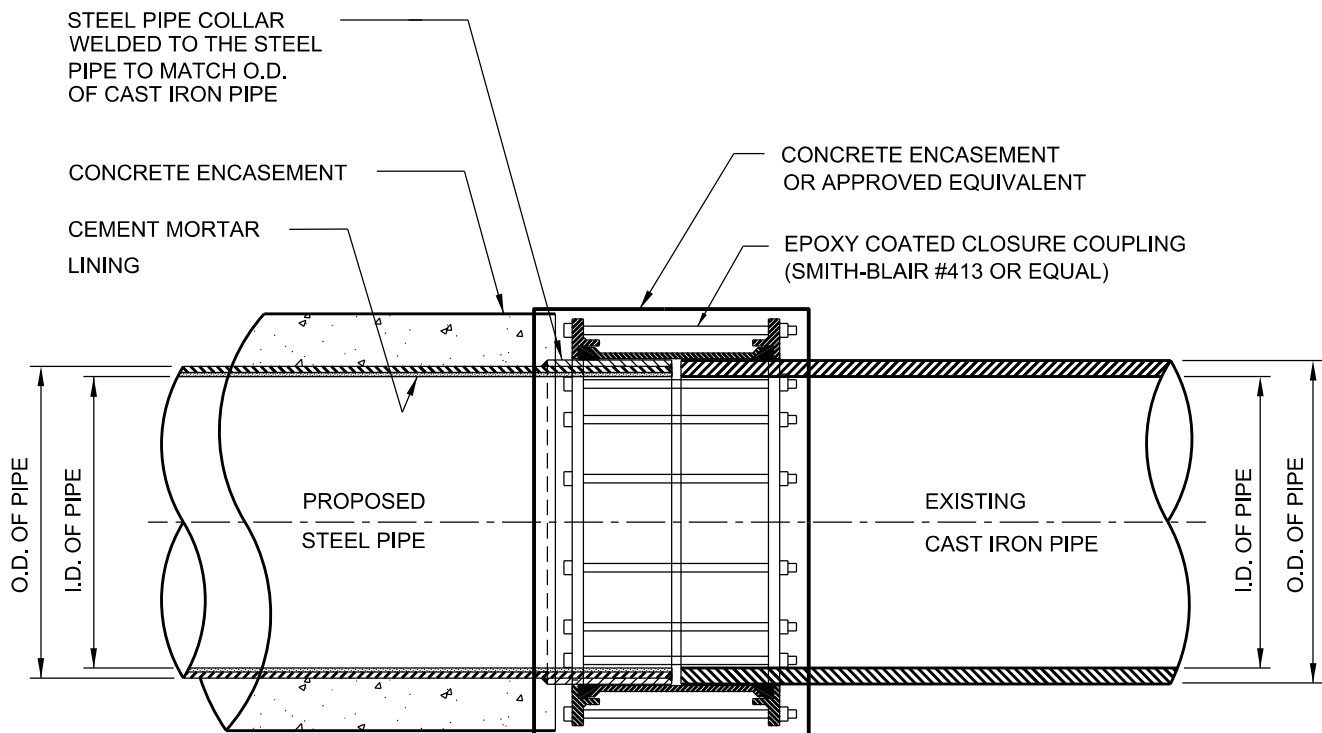 STEEL PIPE COLLAR
WELDED TO THE STEEL
PIPE TO MATCH O.D.
OF CAST IRON PIPE
CONCRETE ENCASEMENT
CEMENT MORTAR
LINING
CONCRETE ENCASEMENT
OR APPROVED EQUIVALENT
EPOXY COATED CLOSURE COUPLING
(SMITH-BLAIR #413 OR EQUAL)
O.D. OF PIPE
I.D. OF PIPE
PROPOSED
STEEL PIPE
EXISTING
CAST IRON PIPE
I.D. OF PIPE
O.D. OF PIPE